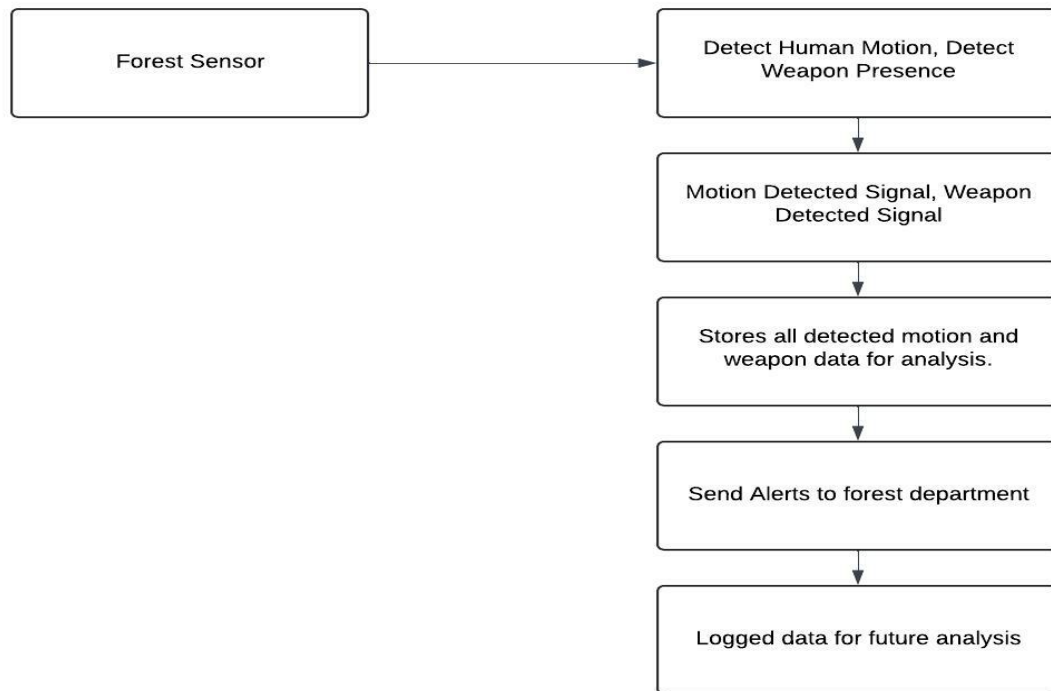 Forest Sensor
Detect Human Motion, Detect
Weapon Presence
Motion Detected Signal, Weapon
Detected Signal
Stores all detected motion and
weapon data for analysis.
Send Alerts to forest department
Logged data for future analysis